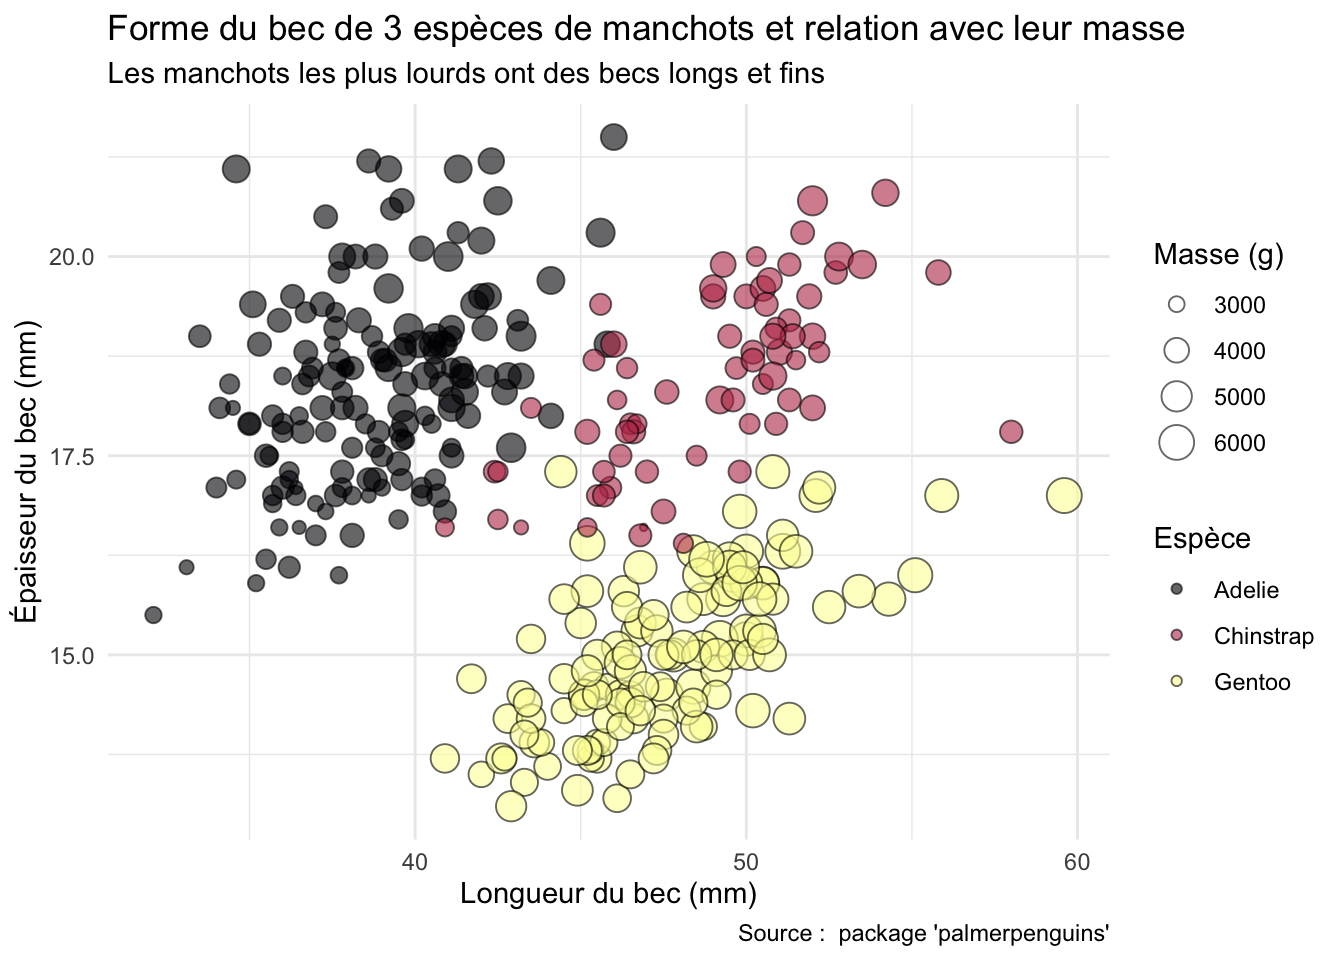 Forme du bec de 3 espèces de manchots et relation avec leur masse
Les manchots les plus lourds ont des becs longs et fins
Épaisseur du bec (mm)
20.0
17.5
15.0
40
50
60
Longueur du bec (mm)
Masse (g)
3000
4000
5000
6000
Espèce
Adelie
Chinstrap
Gentoo
Source :  package 'palmerpenguins'